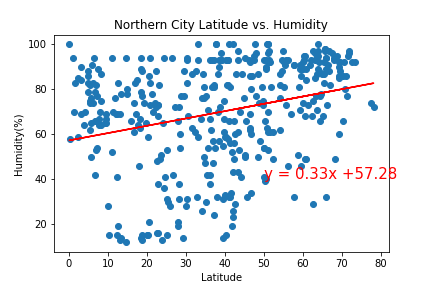 Northern City Latitude vs. Humidity
100
80
60
40
20
Humidity(%)
y = 0.33x +57.28
0 10 20 30 40 50 60 70 80
Latitude